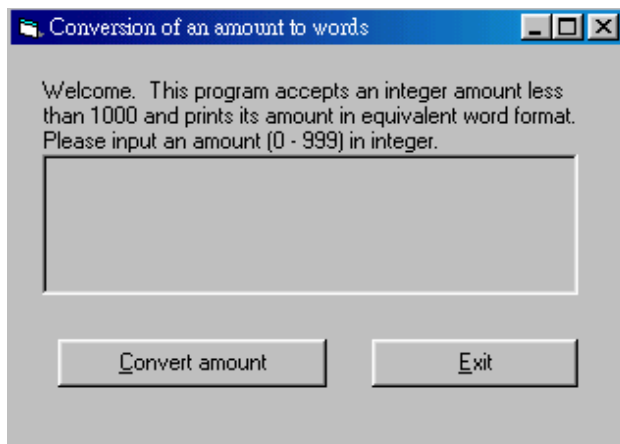 Conversion of an amount to words
Welcome. This program accepts an integer amount less
than 1000 and prints its amount in equivalent word format.
Please input an amount (0 - 999) in integer.
Convert amount
Exit